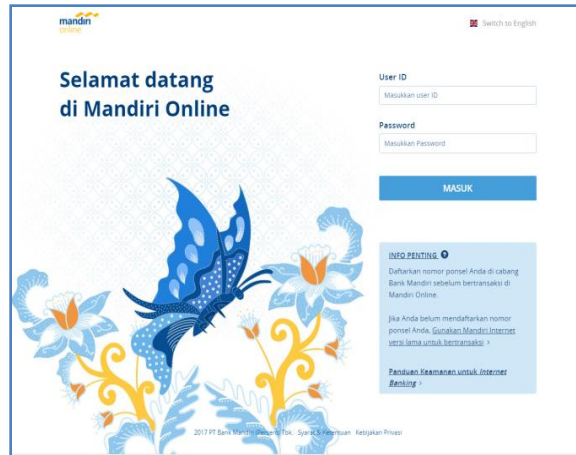 mandiri
online
Switch to English
Selamat datang
di Mandiri Online
User ID
Masukkan user ID
Password
Masukkan Password
MASUK
INFO PENTING
Daftarkan nomor ponsel Anda di cabang
Bank Mandiri sebelum bertransaksi di
Mandiri Online.
Jika Anda belum mendaftarkan nomor
ponsel Anda, Gunakan Mandiri Internet
versi lama untuk bertransaksi >
Panduan Keamanan untuk Internet
Banking >
2017 PT Bank Mandiri (Persero) Tbk. Syarat & Ketentuan Kebijakan Privasi